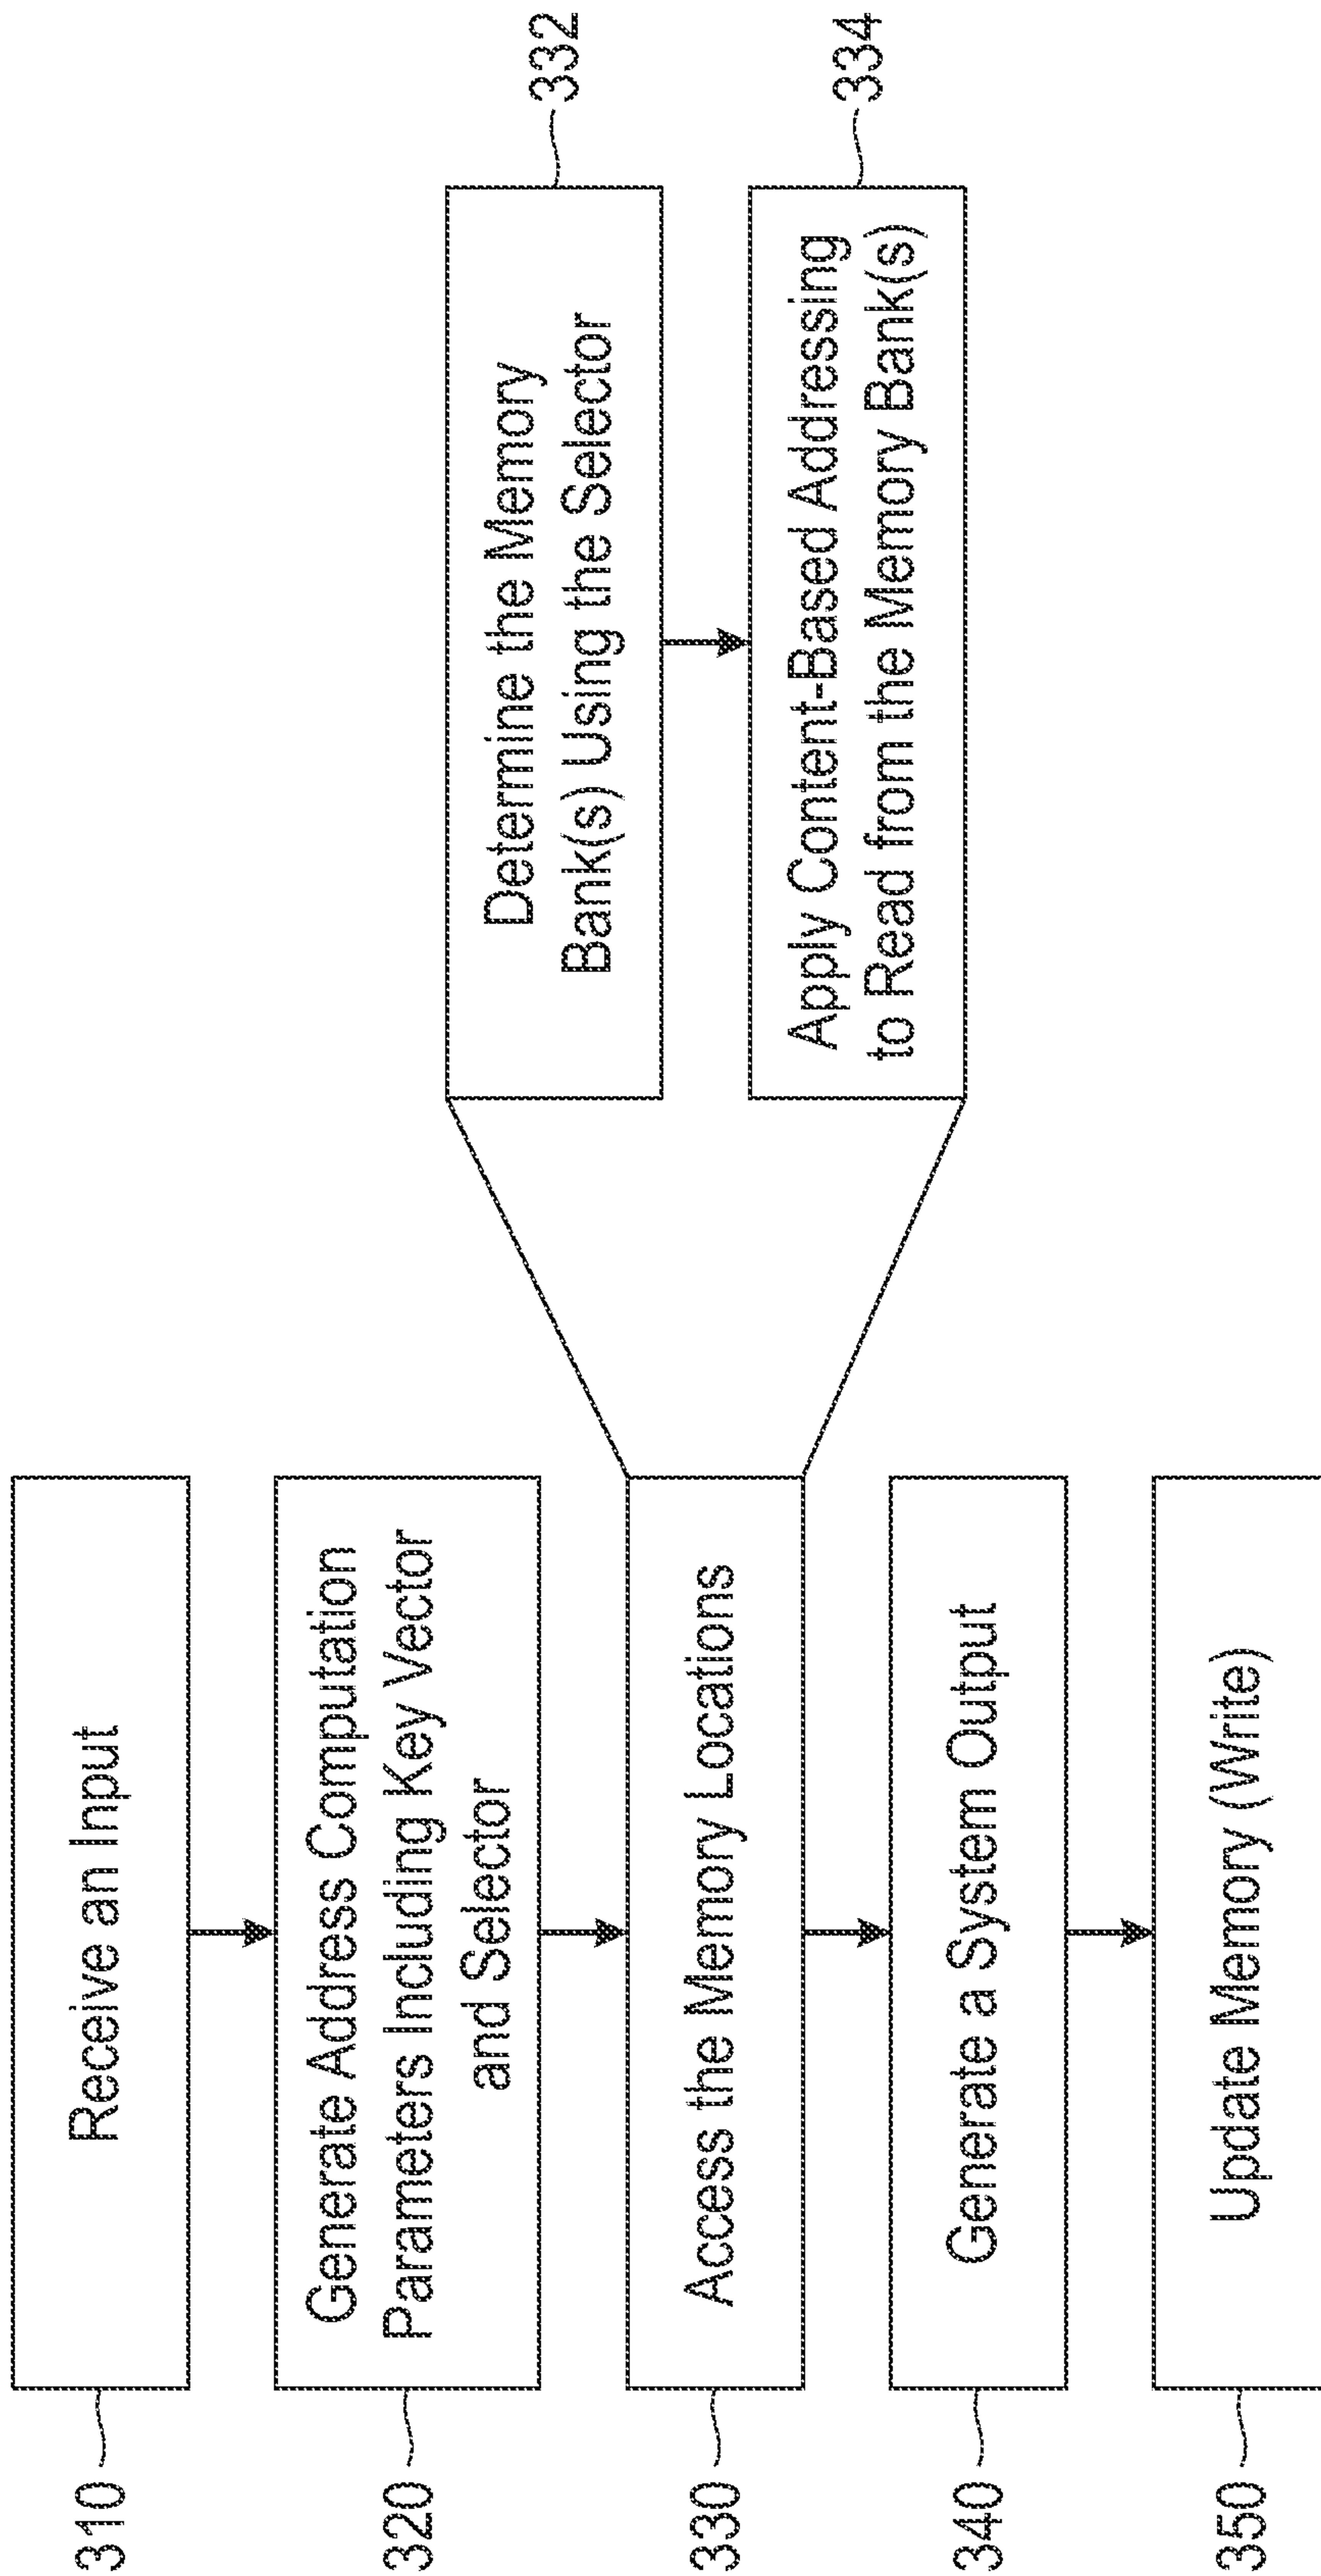 310
Receive an Input
320
Generate Address Computation
Parameters Including Key Vector
and Selector
330
Access the Memory Locations
332
Determine the Memory
Bank(s) Using the Selector
334
Apply Content-Based Addressing
to Read from the Memory Bank(s)
340
Generate a System Output
350
Update Memory (Write)